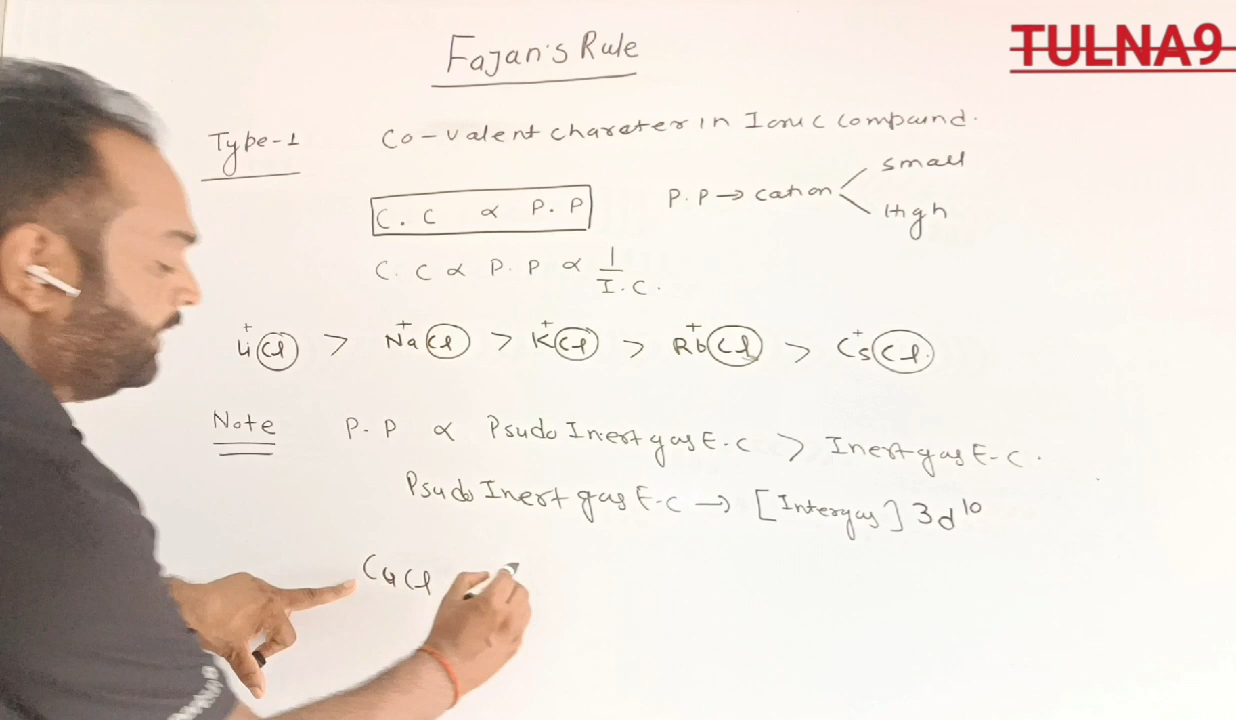 Fajan's Rule
TULNA9
Type-1 Co-valent charater in Ionic compound.
C.C ∝ P.P P.P → cation small
High
C.C ∝ P.P ∝ 1/I.C.
Li⁺Cl > Na⁺Cl > K⁺Cl > Rb⁺Cl > Cs⁺Cl
Note P.P ∝ Psudo Inert gas E.C > Inert gas E-C.
Psudo Inert gas E-C → [Intergas] 3d¹⁰